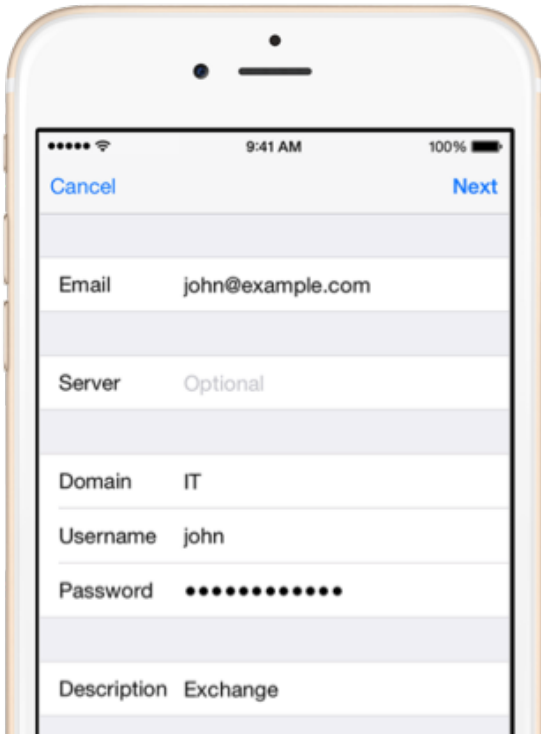 9:41 AM 100%
Cancel Next
Email john@example.com
Server Optional
Domain IT
Username john
Password ••••••••••••
Description Exchange